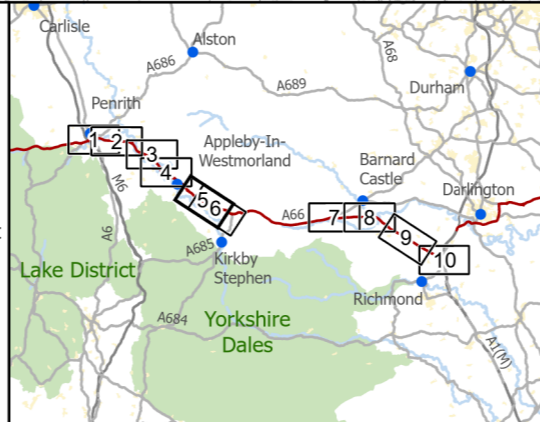 Carlisle
A686
Alston
A68
A689
Durham
Penrith
1
2
3
4
5
6
Appleby-In-
Westmorland
Barnard
Castle
Darlington
M6
A66
7
8
9
10
A6
A685
Kirkby
Stephen
Lake District
Richmond
A684
Yorkshire
Dales
A1(M)